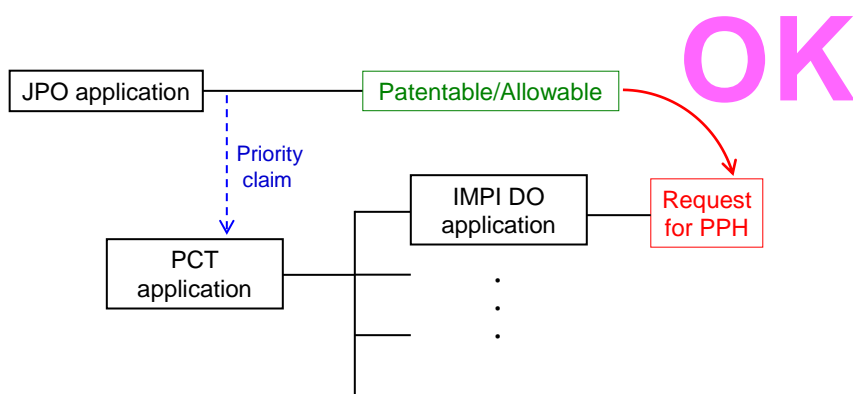 OK
JPO application
Patentable/Allowable
Priority
claim
IMPI DO
application
Request
for PPH
PCT
application